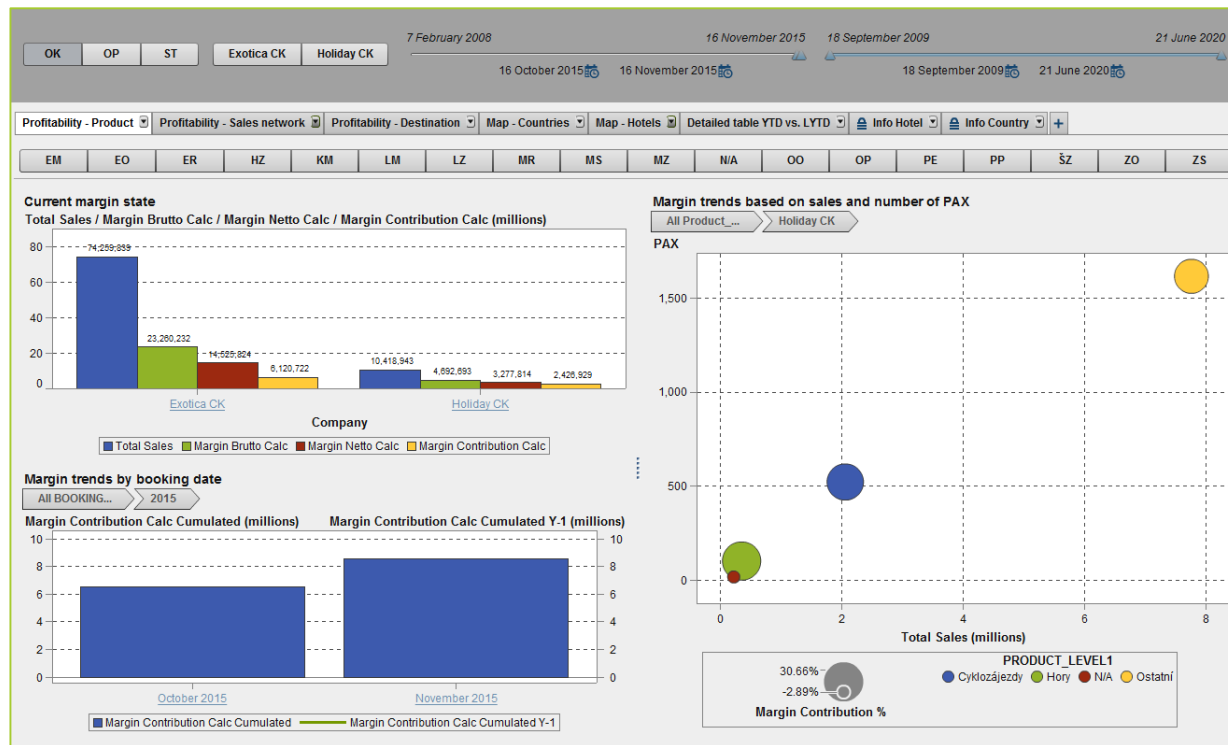 7 February 2008 16 November 2015 18 September 2009 21 June 2020
OK OP ST Exotica CK Holiday CK
16 October 2015 16 November 2015 18 September 2009 21 June 2020
Profitability - Product Profitability - Sales network Profitability - Destination Map - Countries Map - Hotels Detailed table YTD vs. LYTD Info Hotel Info Country +
EM EO ER HZ KM LM LZ MR MS MZ N/A OO OP PE PP ŠZ ZO ZS
Current margin state
Total Sales / Margin Brutto Calc / Margin Netto Calc / Margin Contribution Calc (millions)
80
60
40
20
0
74,259,839
23,260,232
14,525,824
6,120,722
10,418,943
4,692,693
3,277,814
2,426,929
Exotica CK Holiday CK
Company
Total Sales Margin Brutto Calc Margin Netto Calc Margin Contribution Calc
Margin trends by booking date
All BOOKING... 2015
Margin Contribution Calc Cumulated (millions) Margin Contribution Calc Cumulated Y-1 (millions)
10 10
8 8
6 6
4 4
2 2
0 0
October 2015 November 2015
Margin Contribution Calc Cumulated Margin Contribution Calc Cumulated Y-1
Margin trends based on sales and number of PAX
All Product_... Holiday CK
PAX
1,500
1,000
500
0
0 2 4 6 8
Total Sales (millions)
30.66%
-2.89%
Margin Contribution %
PRODUCT_LEVEL1
Cyklozájezdy Hory N/A Ostatní